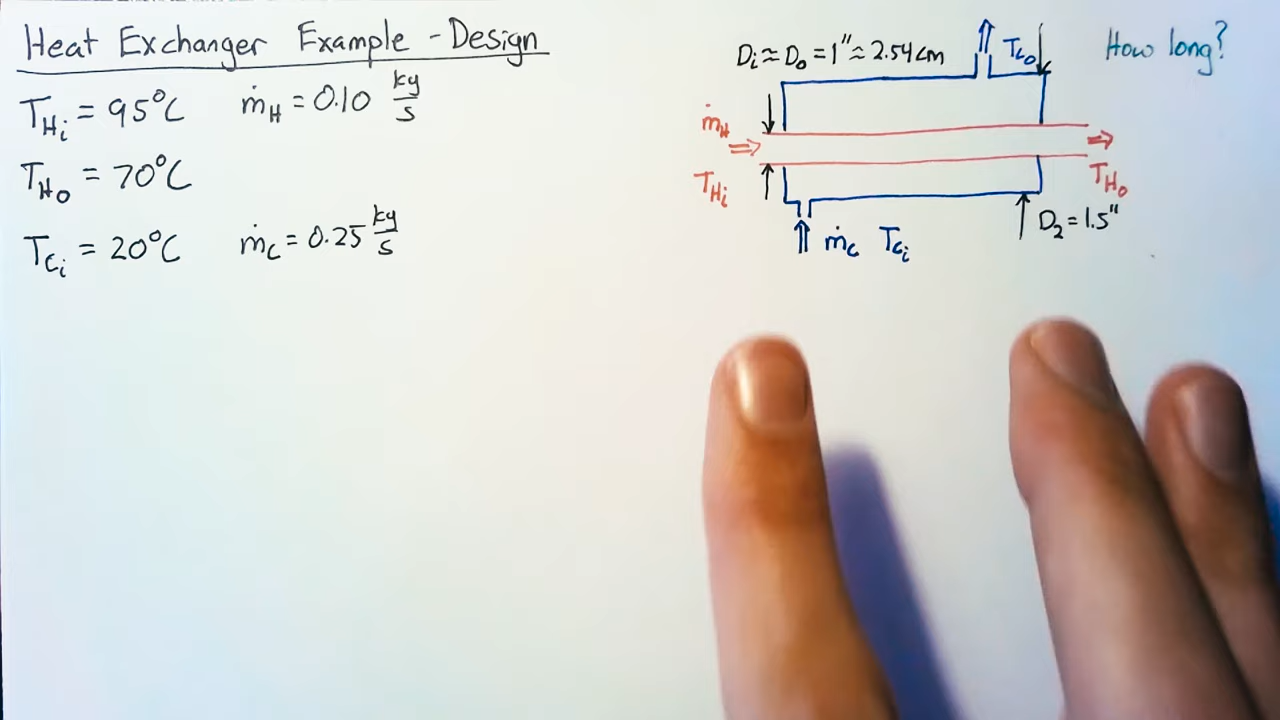 Heat Exchanger Example - Design
T_Hi = 95°C ṁ_H = 0.10 kg/s
T_Ho = 70°C
T_Ci = 20°C ṁ_C = 0.25 kg/s
D_i ≈ D_o = 1" ≈ 2.54 cm
T_Co
How long?
ṁ_H
T_Hi
T_Ho
D_2 = 1.5"
ṁ_C T_Ci